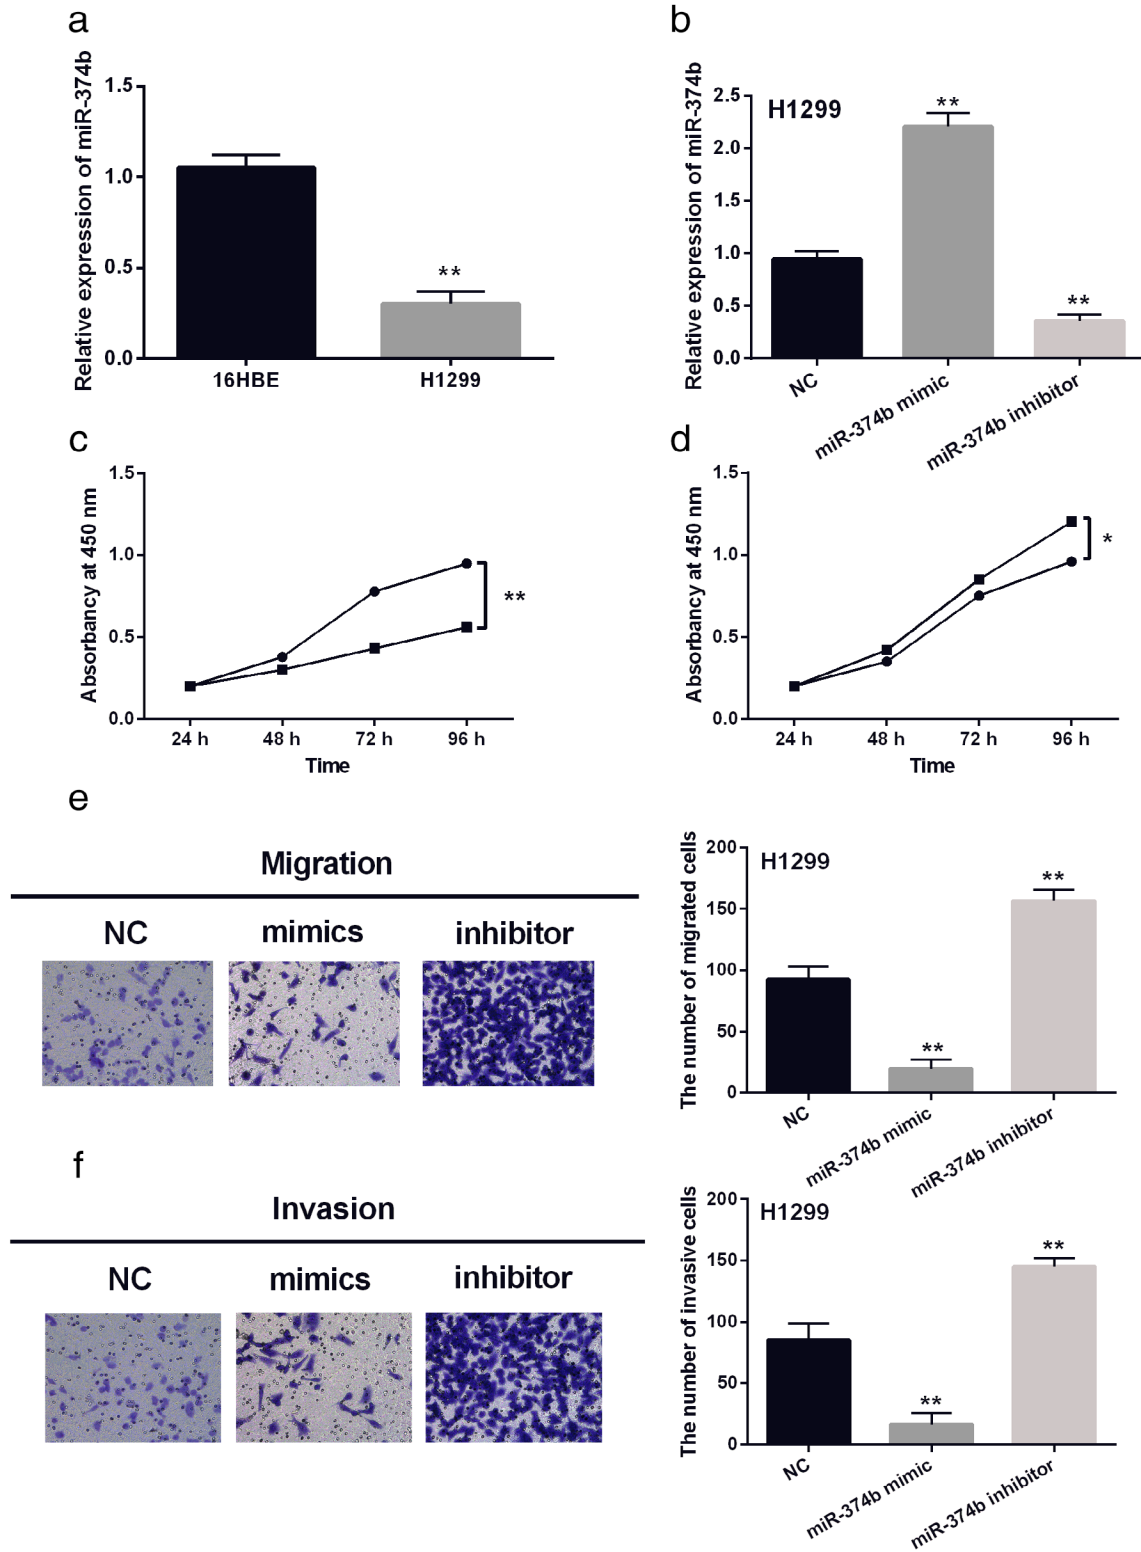 a
Relative expression of miR-374b
1.5
1.0
0.5
0.0
**
16HBE
H1299
b
Relative expression of miR-374b
2.5
2.0
1.5
1.0
0.5
0.0
H1299
**
**
NC
miR-374b mimic
miR-374b inhibitor
c
Absorbancy at 450 nm
1.5
1.0
0.5
0.0
**
24 h
48 h
72 h
96 h
Time
d
Absorbancy at 450 nm
1.5
1.0
0.5
0.0
*
24 h
48 h
72 h
96 h
Time
e
Migration
NC
mimics
inhibitor
The number of migrated cells
200
150
100
50
0
H1299
**
**
NC
miR-374b mimic
miR-374b inhibitor
f
Invasion
NC
mimics
inhibitor
The number of invasive cells
200
150
100
50
0
H1299
**
**
NC
miR-374b mimic
miR-374b inhibitor